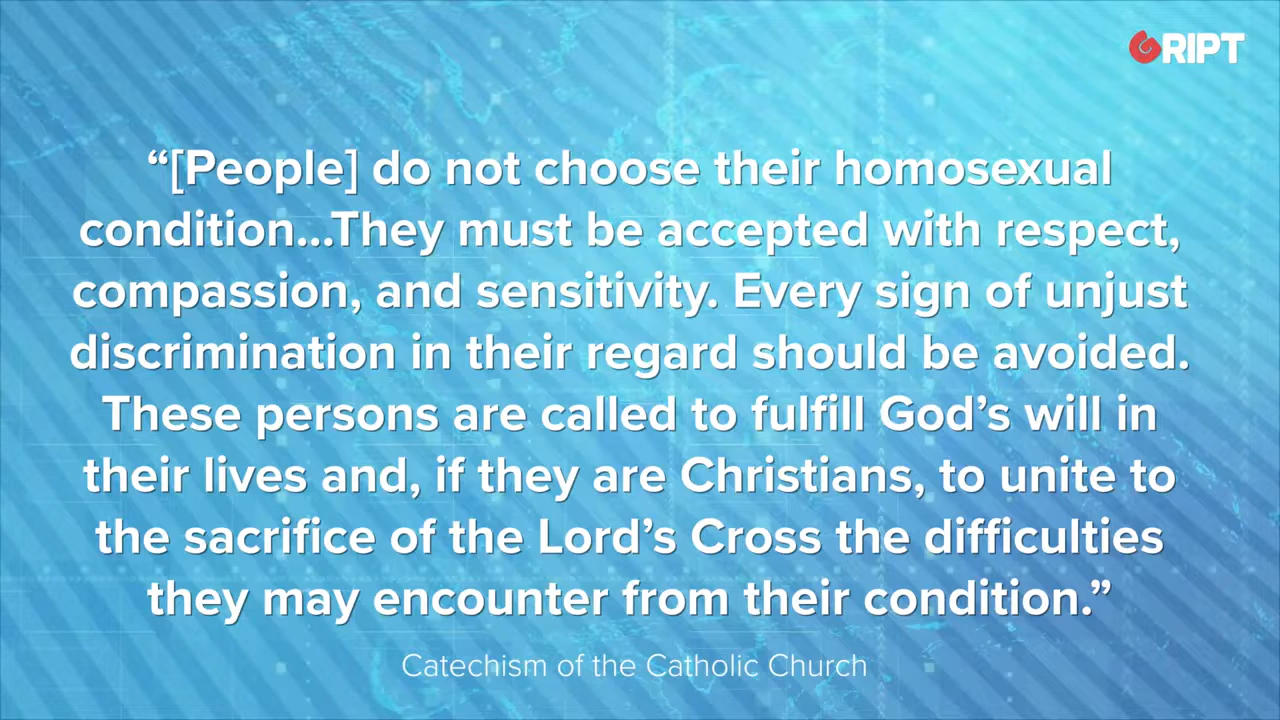 GRIPT
“[People] do not choose their homosexual
condition...They must be accepted with respect,
compassion, and sensitivity. Every sign of unjust
discrimination in their regard should be avoided.
These persons are called to fulfill God’s will in
their lives and, if they are Christians, to unite to
the sacrifice of the Lord’s Cross the difficulties
they may encounter from their condition.”
Catechism of the Catholic Church